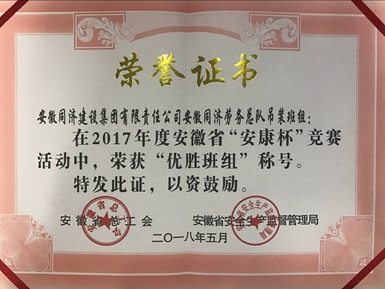 荣誉证书
安徽同济建设集团有限责任公司安徽同济劳务总队吊装班组：
在2017年度安徽省“安康杯”竞赛
活动中，荣获“优胜班组”称号。
特发此证，以资鼓励。
安徽省总工会 安徽省安全生产监督管理局
二〇一八年五月